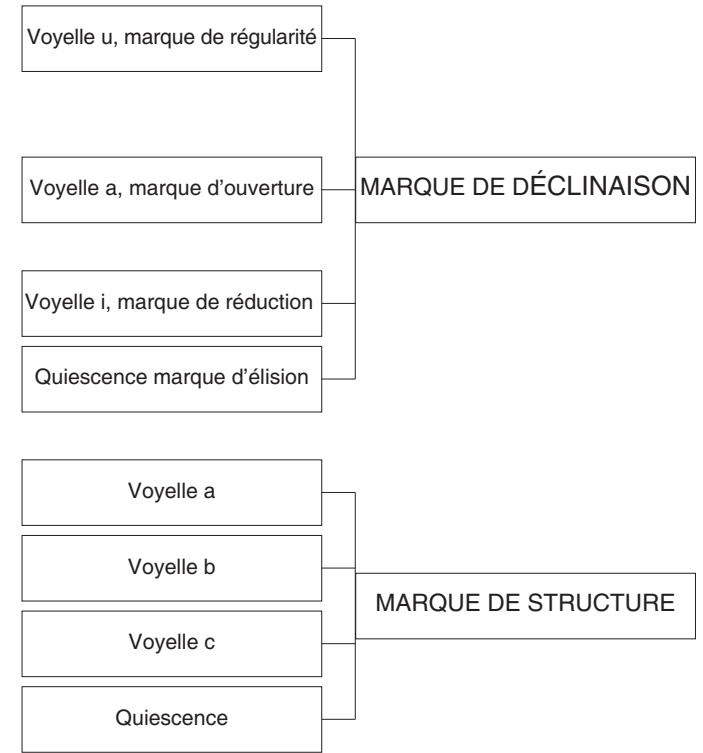 Voyelle u, marque de régularité
Voyelle a, marque d'ouverture
MARQUE DE DÉCLINAISON
Voyelle i, marque de réduction
Quiescence marque d'élision
Voyelle a
Voyelle b
MARQUE DE STRUCTURE
Voyelle c
Quiescence